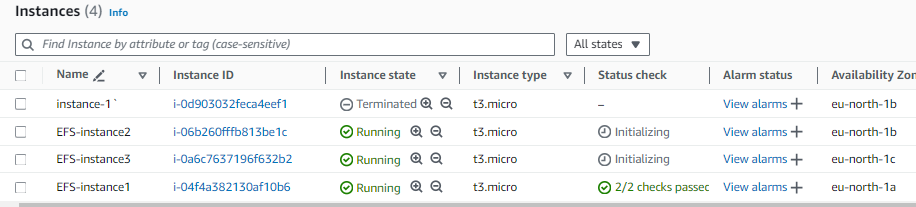 Instances (4) Info
Find Instance by attribute or tag (case-sensitive) All states
Name Instance ID Instance state Instance type Status check Alarm status Availability Zon
instance-1` i-0d903032feca4eef1 Terminated t3.micro – View alarms + eu-north-1b
EFS-instance2 i-06b260fffb813be1c Running t3.micro Initializing View alarms + eu-north-1b
EFS-instance3 i-0a6c7637196f632b2 Running t3.micro Initializing View alarms + eu-north-1c
EFS-instance1 i-04f4a382130af10b6 Running t3.micro 2/2 checks passed View alarms + eu-north-1a